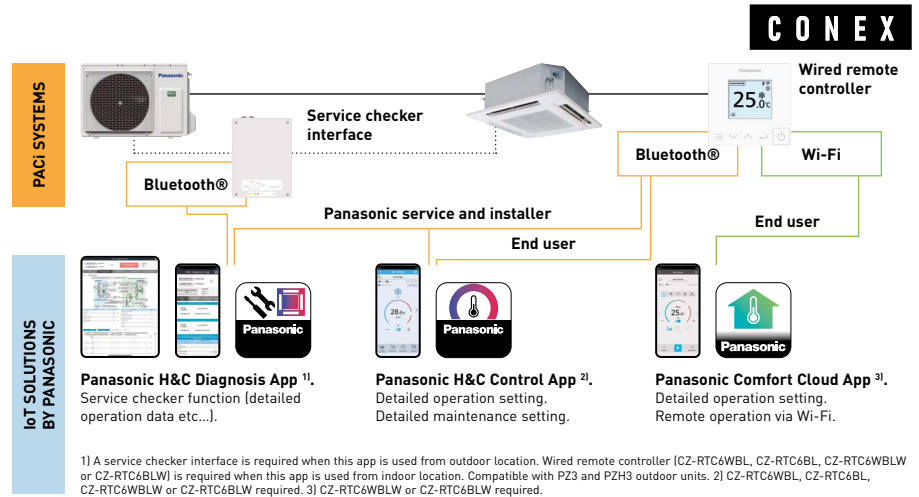 CONEX
PACi SYSTEMS
Panasonic
Service checker
interface
Panasonic
25.0°c
Wired remote
controller
Bluetooth®
Bluetooth®
Wi-Fi
Panasonic service and installer
End user
End user
IoT SOLUTIONS
BY PANASONIC
Panasonic
28.0
Panasonic
25
Panasonic
Panasonic H&C Diagnosis App 1).
Service checker function (detailed
operation data etc...).
Panasonic H&C Control App 2).
Detailed operation setting.
Detailed maintenance setting.
Panasonic Comfort Cloud App 3).
Detailed operation setting.
Remote operation via Wi-Fi.
1) A service checker interface is required when this app is used from outdoor location. Wired remote controller (CZ-RTC6WBL, CZ-RTC6BL, CZ-RTC6WBLW
or CZ-RTC6BLW) is required when this app is used from indoor location. Compatible with PZ3 and PZH3 outdoor units. 2) CZ-RTC6WBL, CZ-RTC6BL,
CZ-RTC6WBLW or CZ-RTC6BLW required. 3) CZ-RTC6WBLW or CZ-RTC6BLW required.